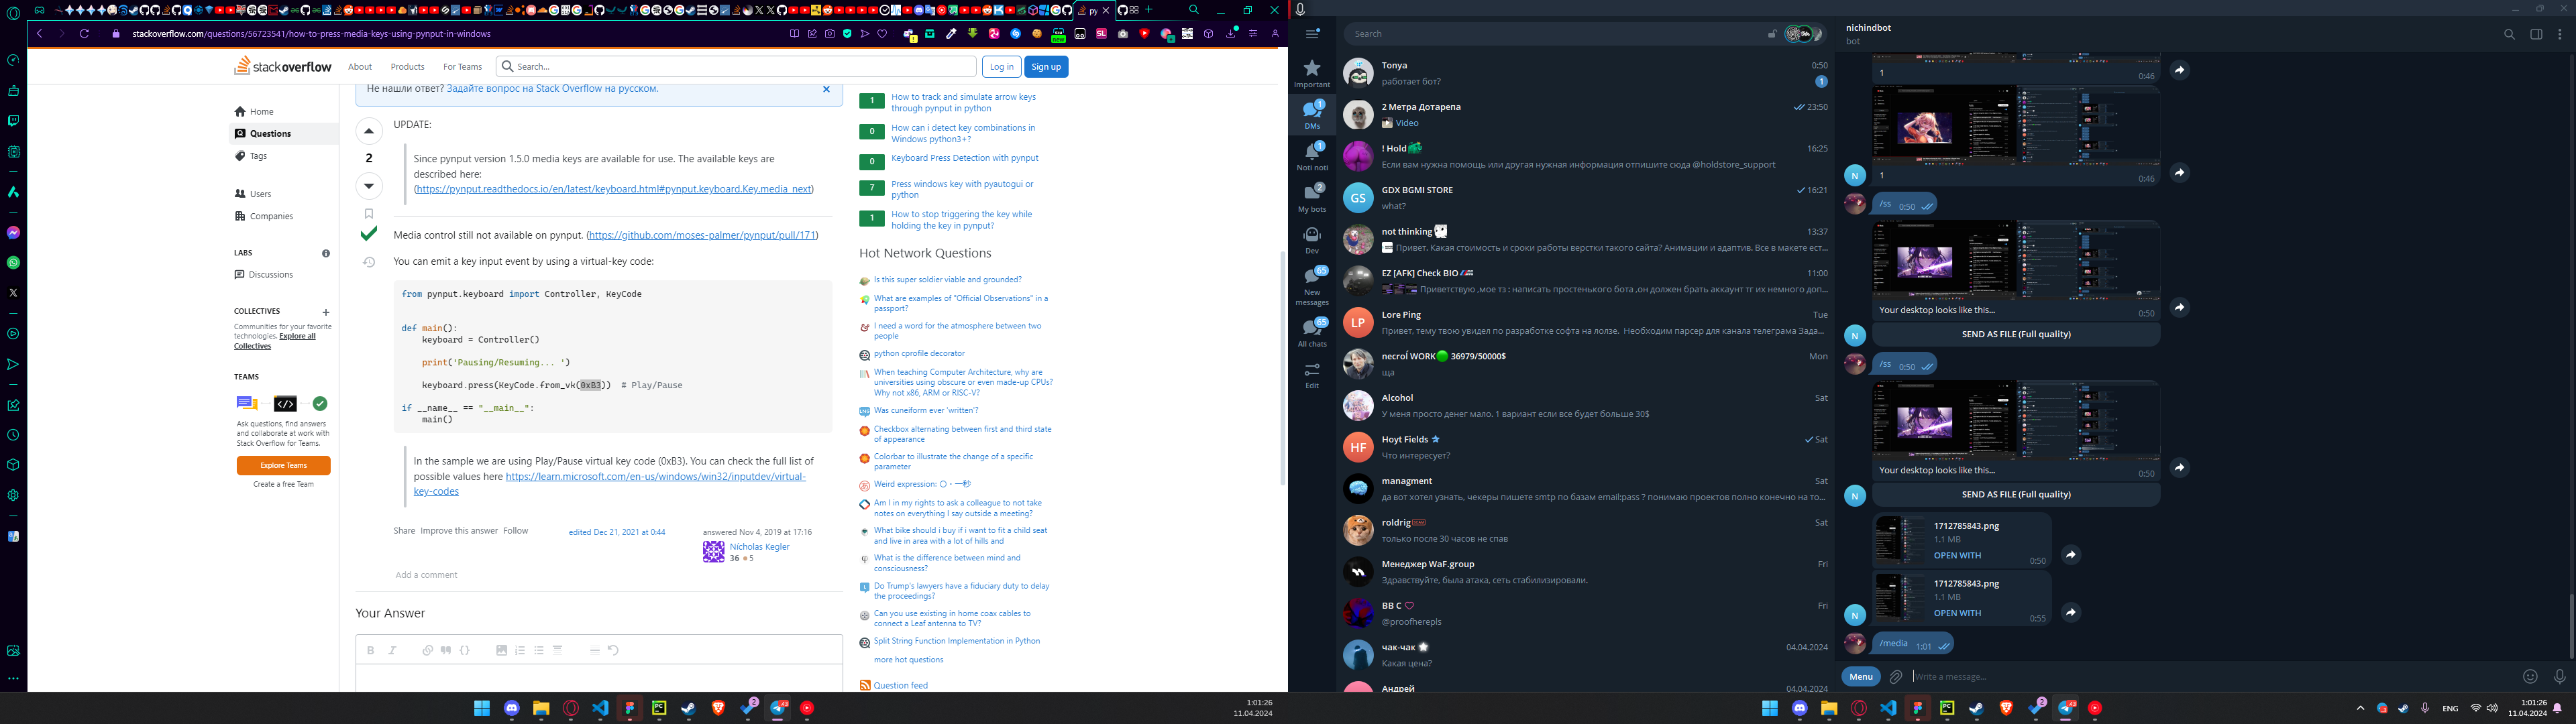 stackoverflow.com/questions/56723541/how-to-press-media-keys-using-pynput-in-windows
stackoverflow
About
Products
For Teams
Search...
Log in
Sign up
Home
Questions
Tags
Users
Companies
LABS
Discussions
COLLECTIVES
Communities for your favorite
technologies. Explore all
Collectives
TEAMS
Ask questions, find answers
and collaborate at work with
Stack Overflow for Teams.
Explore Teams
Create a free Team
Не нашли ответ? Задайте вопрос на Stack Overflow на русском.
2
UPDATE:
Since pynput version 1.5.0 media keys are available for use. The available keys are
described here:
(https://pynput.readthedocs.io/en/latest/keyboard.html#pynput.keyboard.Key.media_next)
Media control still not available on pynput. (https://github.com/moses-palmer/pynput/pull/171)
You can emit a key input event by using a virtual-key code:
from pynput.keyboard import Controller, KeyCode
def main():
keyboard = Controller()
print('Pausing/Resuming... ')
keyboard.press(KeyCode.from_vk(0xB3)) # Play/Pause
if __name__ == "__main__":
main()
In the sample we are using Play/Pause virtual key code (0xB3). You can check the full list of
possible values here https://learn.microsoft.com/en-us/windows/win32/inputdev/virtual-
key-codes
Share Improve this answer Follow
edited Dec 21, 2021 at 0:44
answered Nov 4, 2019 at 17:16
Nícholas Kegler
36 5
Add a comment
Your Answer
1 How to track and simulate arrow keys
through pynput in python
0 How can i detect key combinations in
Windows python3+?
0 Keyboard Press Detection with pynput
7 Press windows key with pyautogui or
python
1 How to stop triggering the key while
holding the key in pynput?
Hot Network Questions
Is this super soldier viable and grounded?
What are examples of "Official Observations" in a
passport?
I need a word for the atmosphere between two
people
python cprofile decorator
When teaching Computer Architecture, why are
universities using obscure or even made-up CPUs?
Why not x86, ARM or RISC-V?
Was cuneiform ever 'written'?
Checkbox alternating between first and third state
of appearance
Colorbar to illustrate the change of a specific
parameter
Weird expression:
Am I in my rights to ask a colleague to not take
notes on everything I say outside a meeting?
What bike should i buy if i want to fit a child seat
and live in area with a lot of hills and
What is the difference between mind and
consciousness?
Do Trump's lawyers have a fiduciary duty to delay
the proceedings?
Can you use existing in home coax cables to
connect a Leaf antenna to TV?
Split String Function Implementation in Python
more hot questions
Question feed
1:01:26
11.04.2024
Search
Important
1
DMs
1
Noti noti
2
My bots
Dev
65
New
messages
65
All chats
Edit
Tonya 0:50
работает бот? 1
2 Метра Дотарепа 23:50
Video
! Hold 16:25
Если вам нужна помощь или другая нужная информация отпишите сюда @holdstore_support
GS
GDX BGMI STORE 16:21
what?
not thinking 13:37
Привет. Какая стоимость и сроки работы верстки такого сайта? Анимации и адаптив. Все в макете ест...
EZ [AFK] Check BIO 11:00
Приветствую ,мое тз : написать простенького бота ,он должен брать аккаунт тг их немного доп...
LP
Lore Ping Tue
Привет, тему твою увидел по разработке софта на лолзе. Необходим парсер для канала телеграма Зада...
necroĺ WORK 36979/50000$ Mon
ща
Alcohol Sat
У меня просто денег мало, 1 вариант если все будет больше 30$
HF
Hoyt Fields Sat
Что интересует?
managment Sat
да вот хотел узнать, чекеры пишете smtp по базам email:pass ? понимаю проектов полно конечно на то...
roldrig Sat
только после 30 часов не спав
Менеджер WaF.group Fri
Здравствуйте, была атака, сеть стабилизировали.
BB C Fri
@proofherepls
чак-чак 04.04.2024
Какая цена?
Андрей 04.04.2024
nichindbot
bot
1 0:46
N
1 0:46
/ss 0:50
Your desktop looks like this... 0:50
N
SEND AS FILE (Full quality)
/ss 0:50
Your desktop looks like this... 0:50
N
SEND AS FILE (Full quality)
1712785843.png
1.1 MB
OPEN WITH 0:50
1712785843.png
1.1 MB
N
OPEN WITH 0:55
/media 1:01
Menu
Write a message...
ENG
1:01:26
11.04.2024